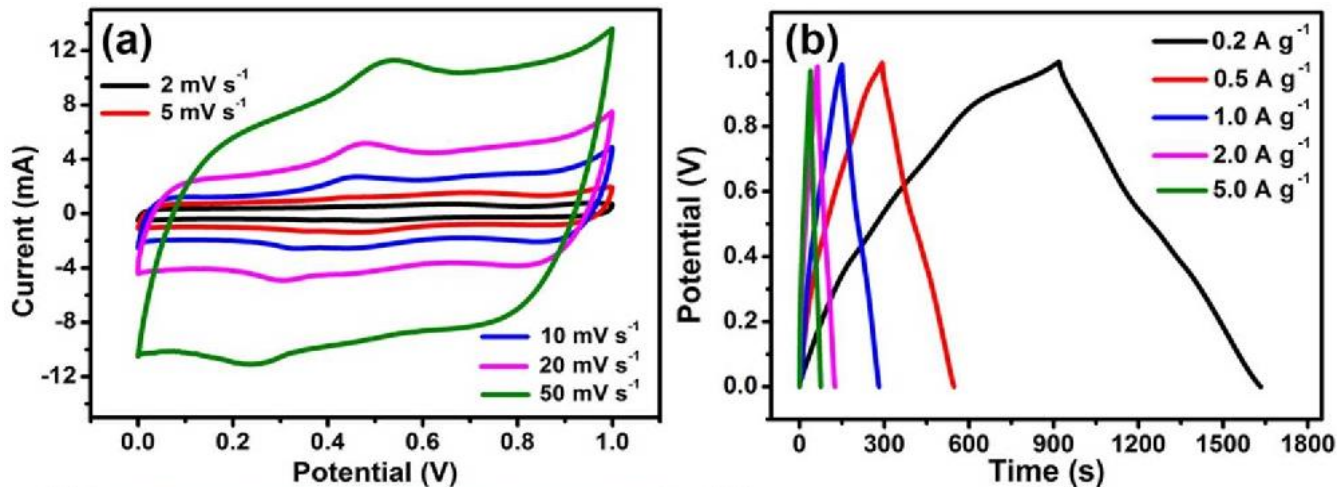 (a)
2 mV s⁻¹
5 mV s⁻¹
10 mV s⁻¹
20 mV s⁻¹
50 mV s⁻¹
12
8
4
0
-4
-8
-12
Current (mA)
0.0 0.2 0.4 0.6 0.8 1.0
Potential (V)
(b)
0.2 A g⁻¹
0.5 A g⁻¹
1.0 A g⁻¹
2.0 A g⁻¹
5.0 A g⁻¹
1.0
0.8
0.6
0.4
0.2
0.0
Potential (V)
0 300 600 900 1200 1500 1800
Time (s)